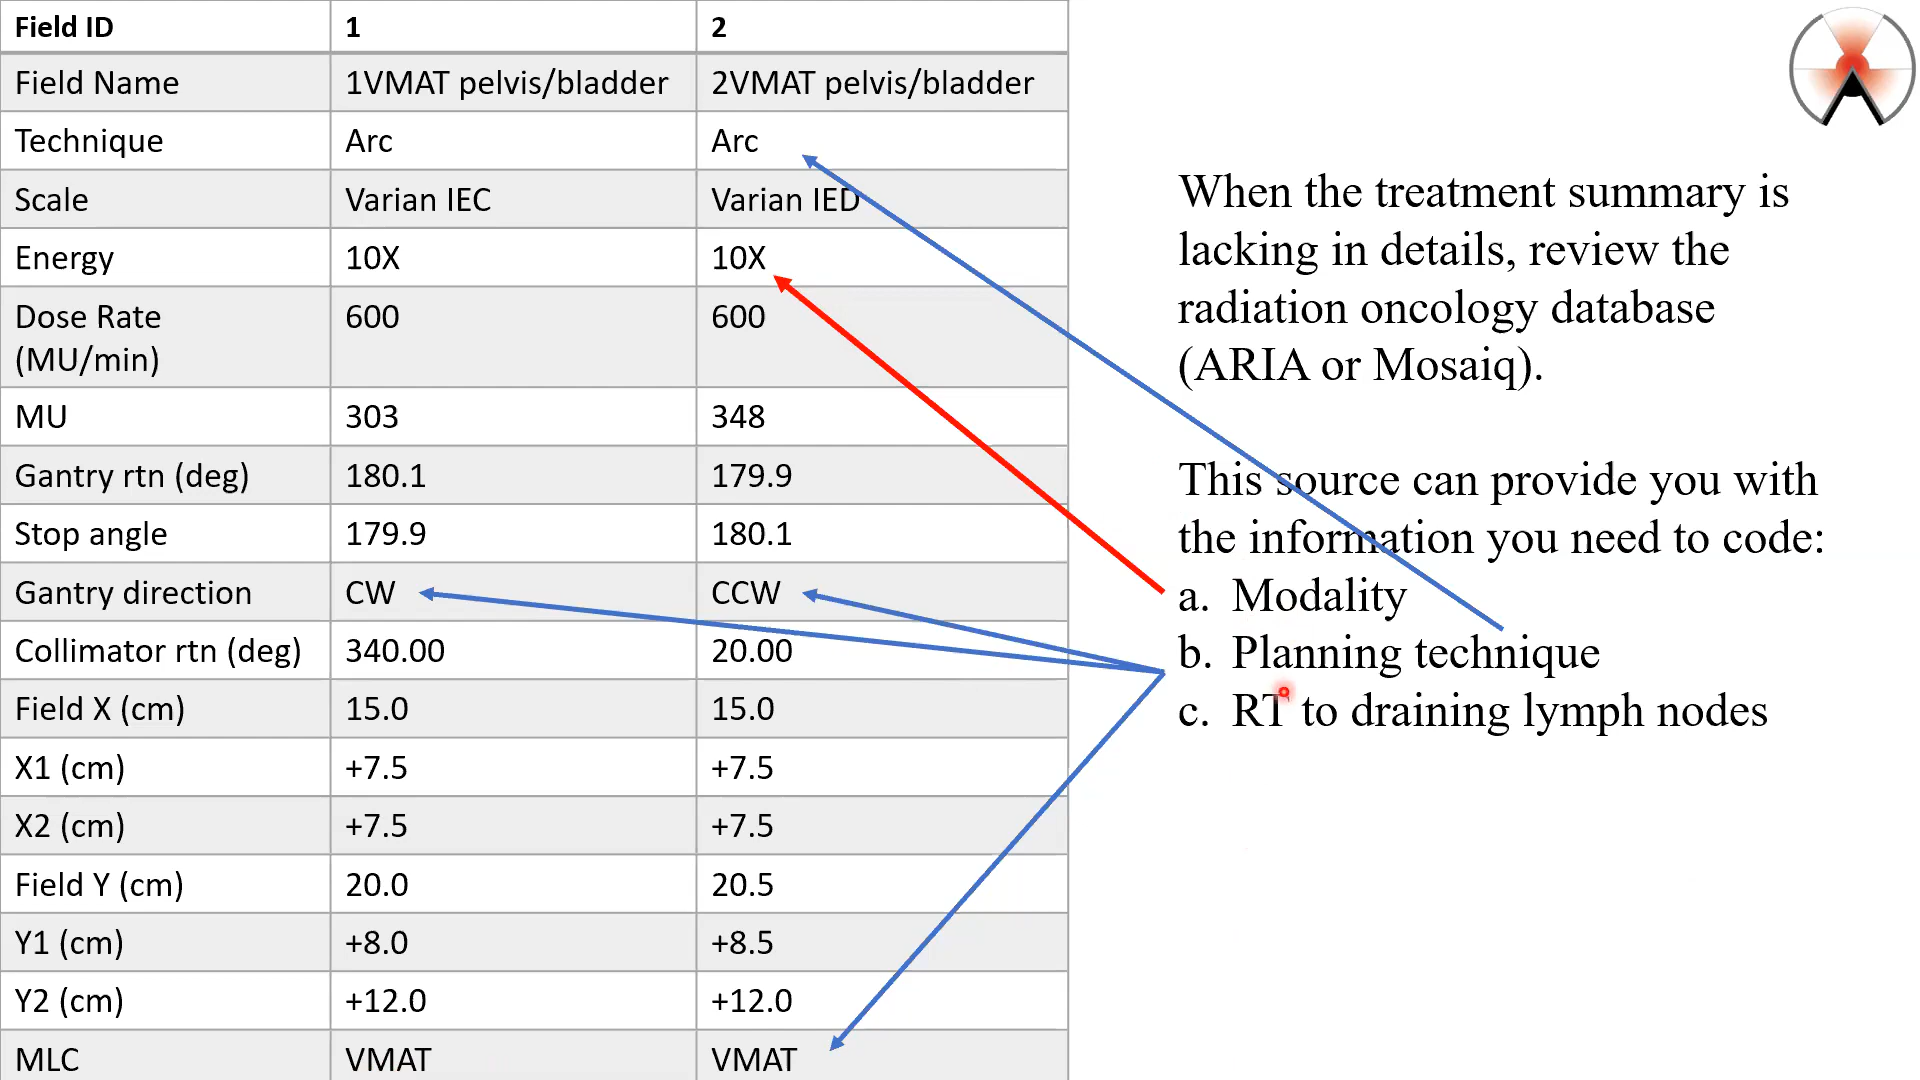 Field ID 1 2
Field Name 1VMAT pelvis/bladder 2VMAT pelvis/bladder
Technique Arc Arc
Scale Varian IEC Varian IED
Energy 10X 10X
Dose Rate 600 600
(MU/min)
MU 303 348
Gantry rtn (deg) 180.1 179.9
Stop angle 179.9 180.1
Gantry direction CW CCW
Collimator rtn (deg) 340.00 20.00
Field X (cm) 15.0 15.0
X1 (cm) +7.5 +7.5
X2 (cm) +7.5 +7.5
Field Y (cm) 20.0 20.5
Y1 (cm) +8.0 +8.5
Y2 (cm) +12.0 +12.0
MLC VMAT VMAT
When the treatment summary is
lacking in details, review the
radiation oncology database
(ARIA or Mosaiq).
This source can provide you with
the information you need to code:
a. Modality
b. Planning technique
c. RT to draining lymph nodes